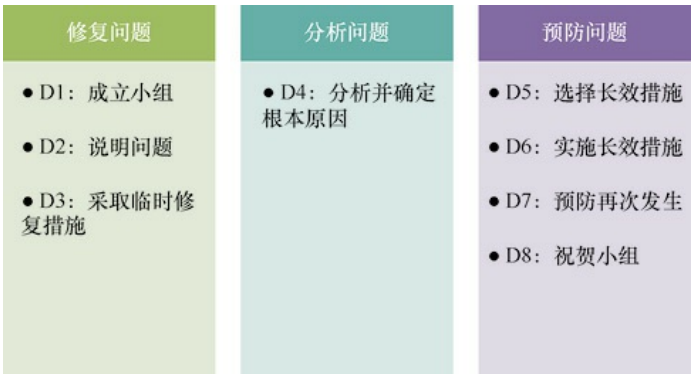 修复问题
● D1：成立小组
● D2：说明问题
● D3：采取临时修
复措施
分析问题
● D4：分析并确定
根本原因
预防问题
● D5：选择长效措施
● D6：实施长效措施
● D7：预防再次发生
● D8：祝贺小组